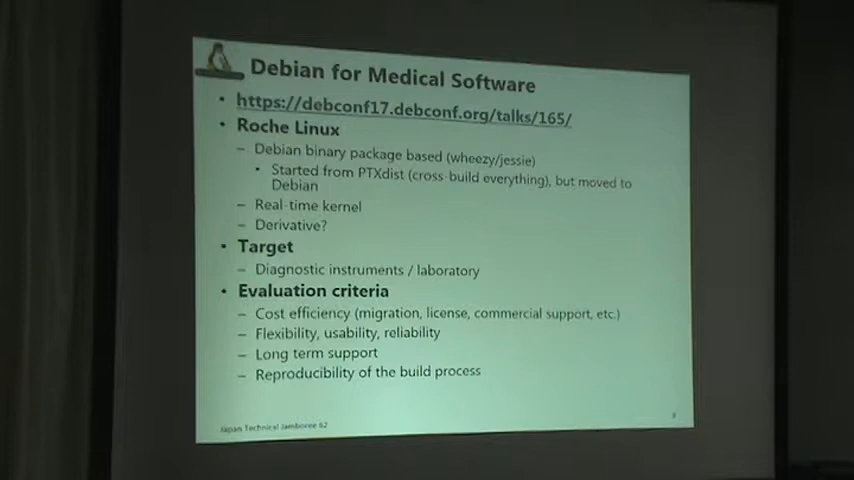 Debian for Medical Software
• https://debconf17.debconf.org/talks/165/
• Roche Linux
– Debian binary package based (wheezy/jessie)
• Started from PTXdist (cross-build everything), but moved to
Debian
– Real-time kernel
– Derivative?
• Target
– Diagnostic instruments / laboratory
• Evaluation criteria
– Cost efficiency (migration, license, commercial support, etc.)
– Flexibility, usability, reliability
– Long term support
– Reproducibility of the build process
Japan Technical Jamboree 62